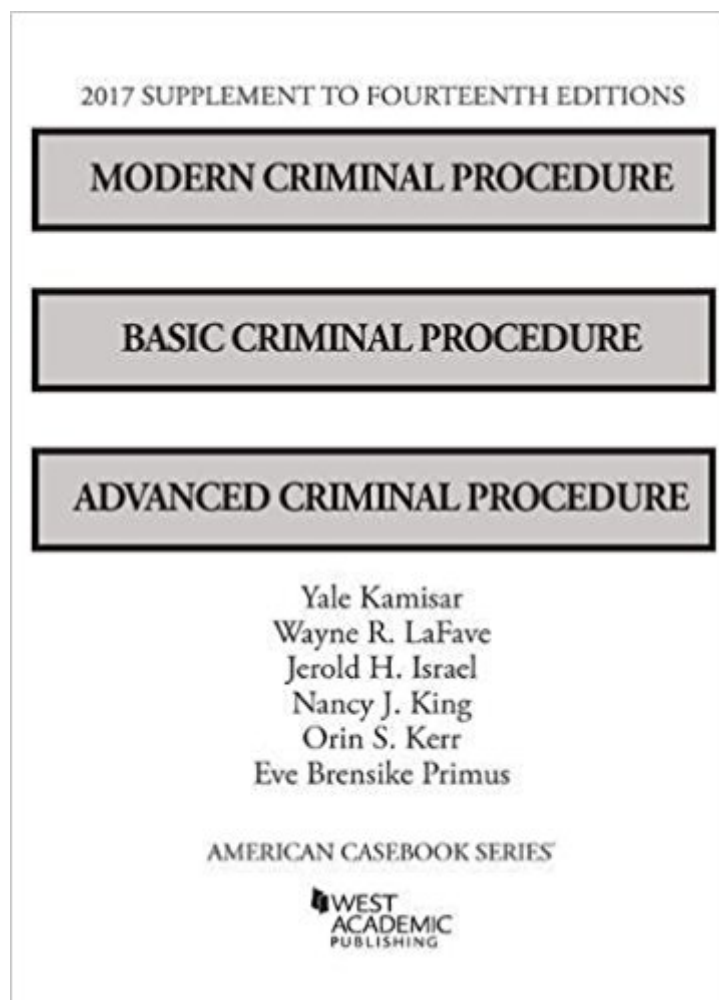 2017 SUPPLEMENT TO FOURTEENTH EDITIONS
MODERN CRIMINAL PROCEDURE
BASIC CRIMINAL PROCEDURE
ADVANCED CRIMINAL PROCEDURE
Yale Kamisar
Wayne R. LaFave
Jerold H. Israel
Nancy J. King
Orin S. Kerr
Eve Brensike Primus
AMERICAN CASEBOOK SERIES
WEST
ACADEMIC
PUBLISHING